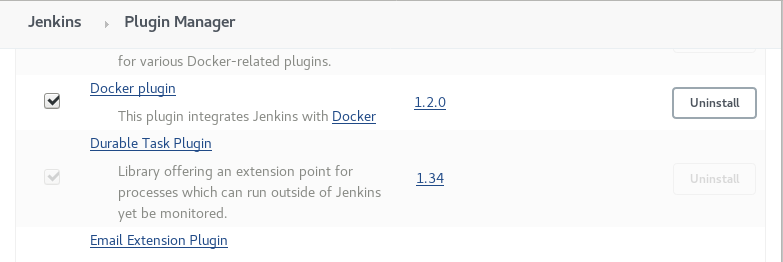 Jenkins › Plugin Manager
for various Docker-related plugins.
Docker plugin 1.2.0 Uninstall
This plugin integrates Jenkins with Docker
Durable Task Plugin
Library offering an extension point for
processes which can run outside of Jenkins 1.34 Uninstall
yet be monitored.
Email Extension Plugin